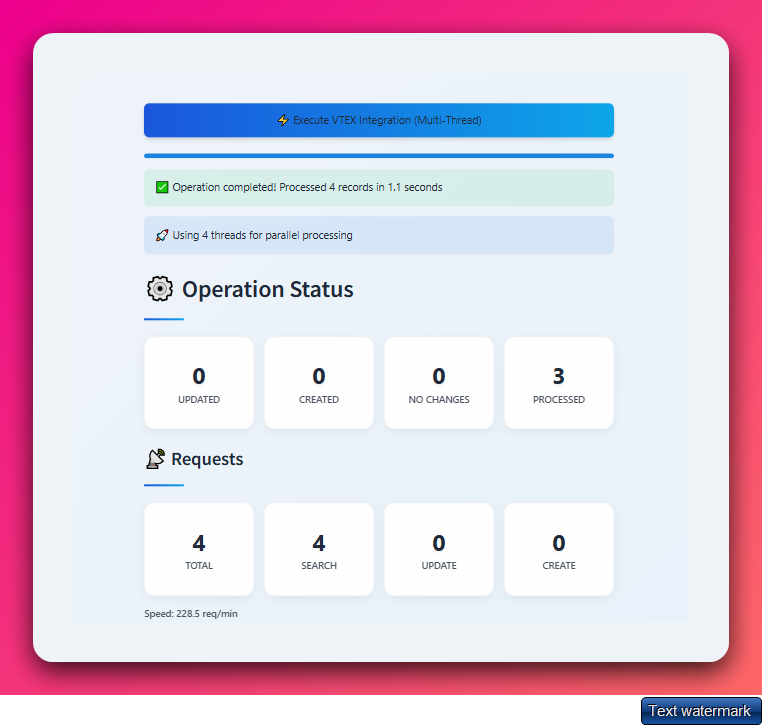 ⚡ Execute VTEX Integration (Multi-Thread)
✅ Operation completed! Processed 4 records in 1.1 seconds
🚀 Using 4 threads for parallel processing
⚙️ Operation Status
0 0 0 3
UPDATED CREATED NO CHANGES PROCESSED
📡 Requests
4 4 0 0
TOTAL SEARCH UPDATE CREATE
Speed: 228.5 req/min
Text watermark